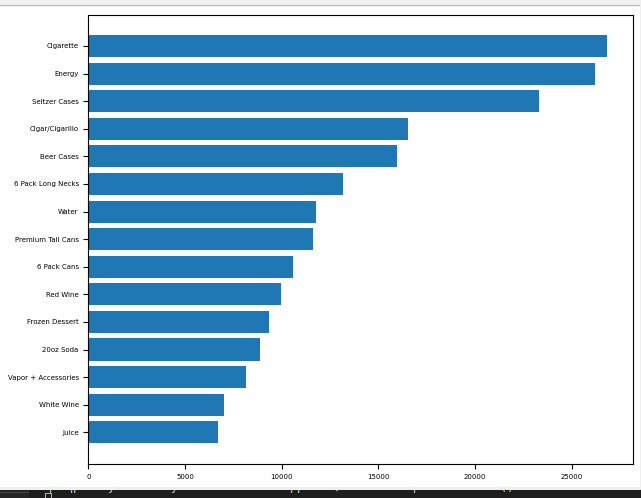 Cigarette
Energy
Seltzer Cases
Cigar/Cigarillo
Beer Cases
6 Pack Long Necks
Water
Premium Tall Cans
6 Pack Cans
Red Wine
Frozen Dessert
20oz Soda
Vapor + Accessories
White Wine
Juice
0 5000 10000 15000 20000 25000